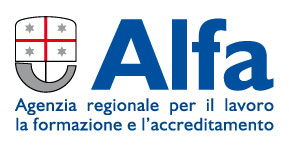 Alfa
Agenzia regionale per il lavoro
la formazione e l'accreditamento